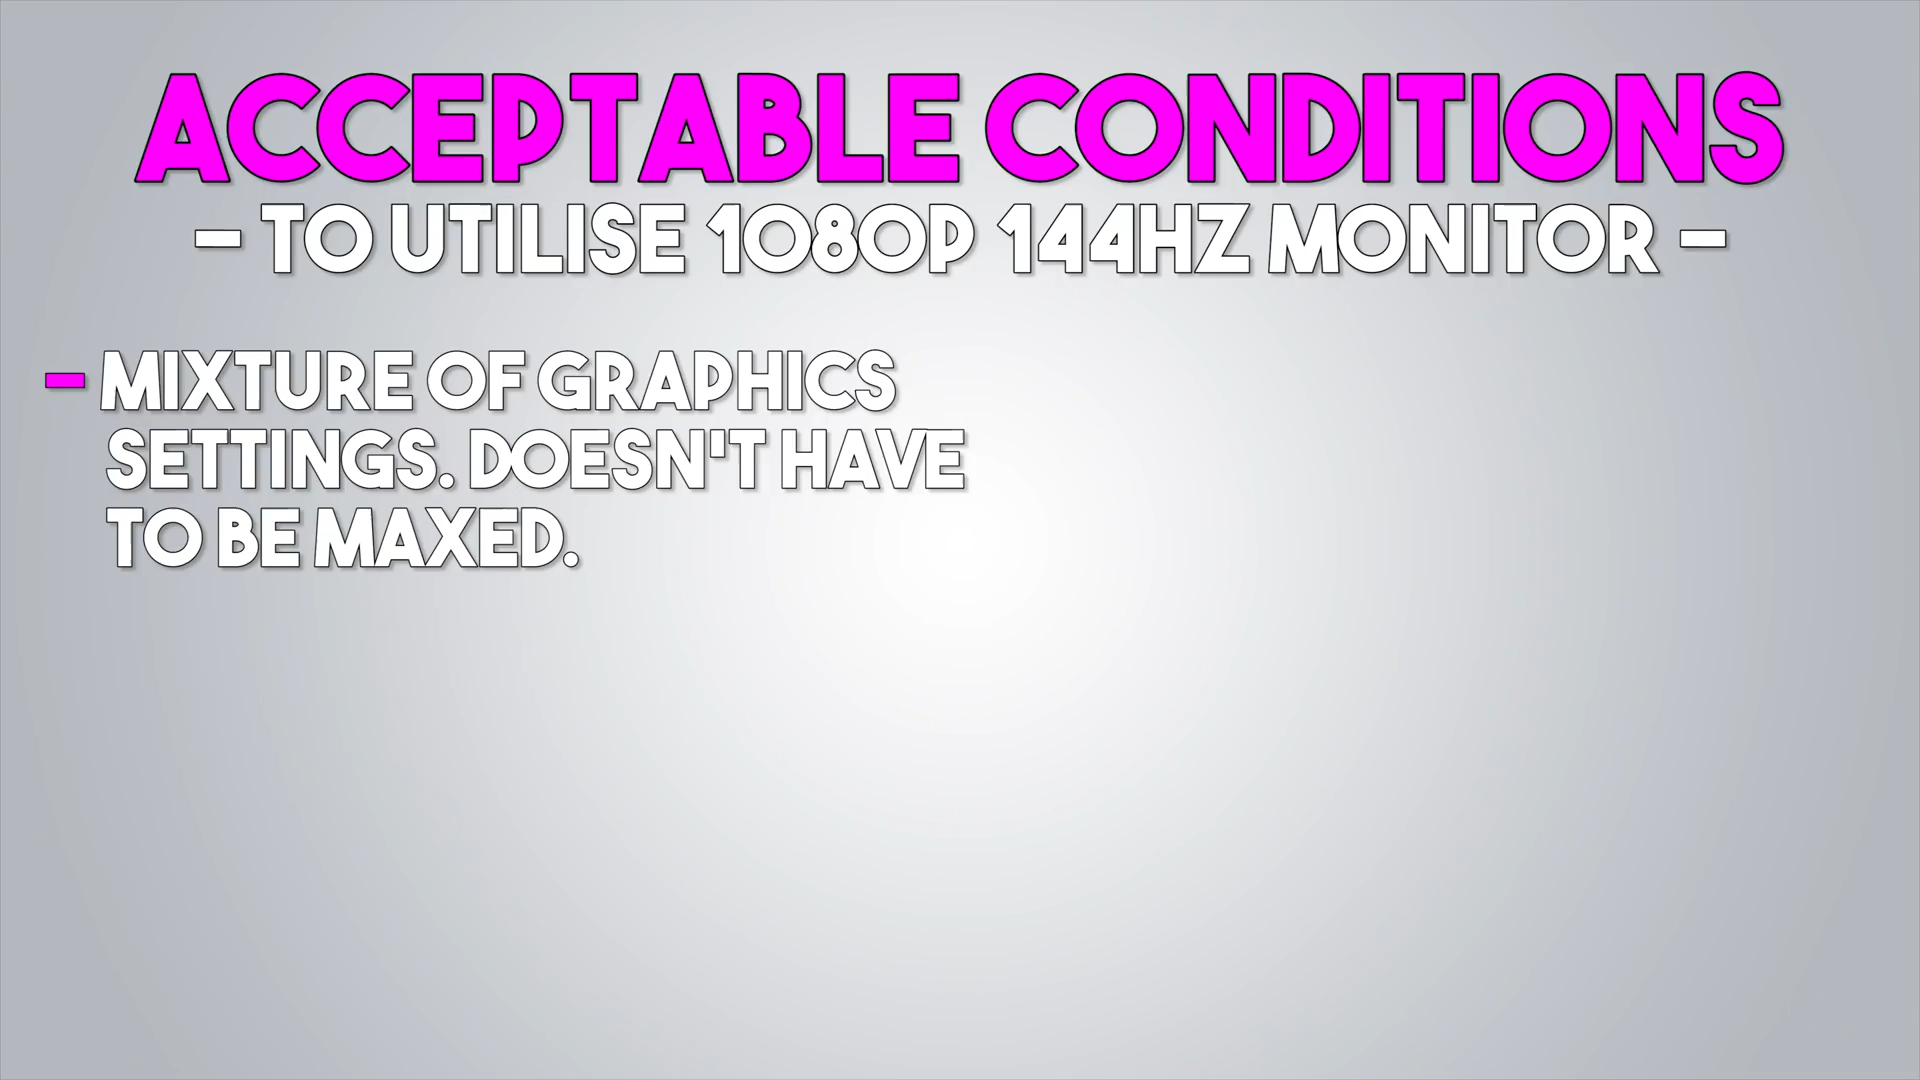 ACCEPTABLE CONDITIONS
- TO UTILISE 1080P 144HZ MONITOR -
- MIXTURE OF GRAPHICS
SETTINGS. DOESN'T HAVE
TO BE MAXED.